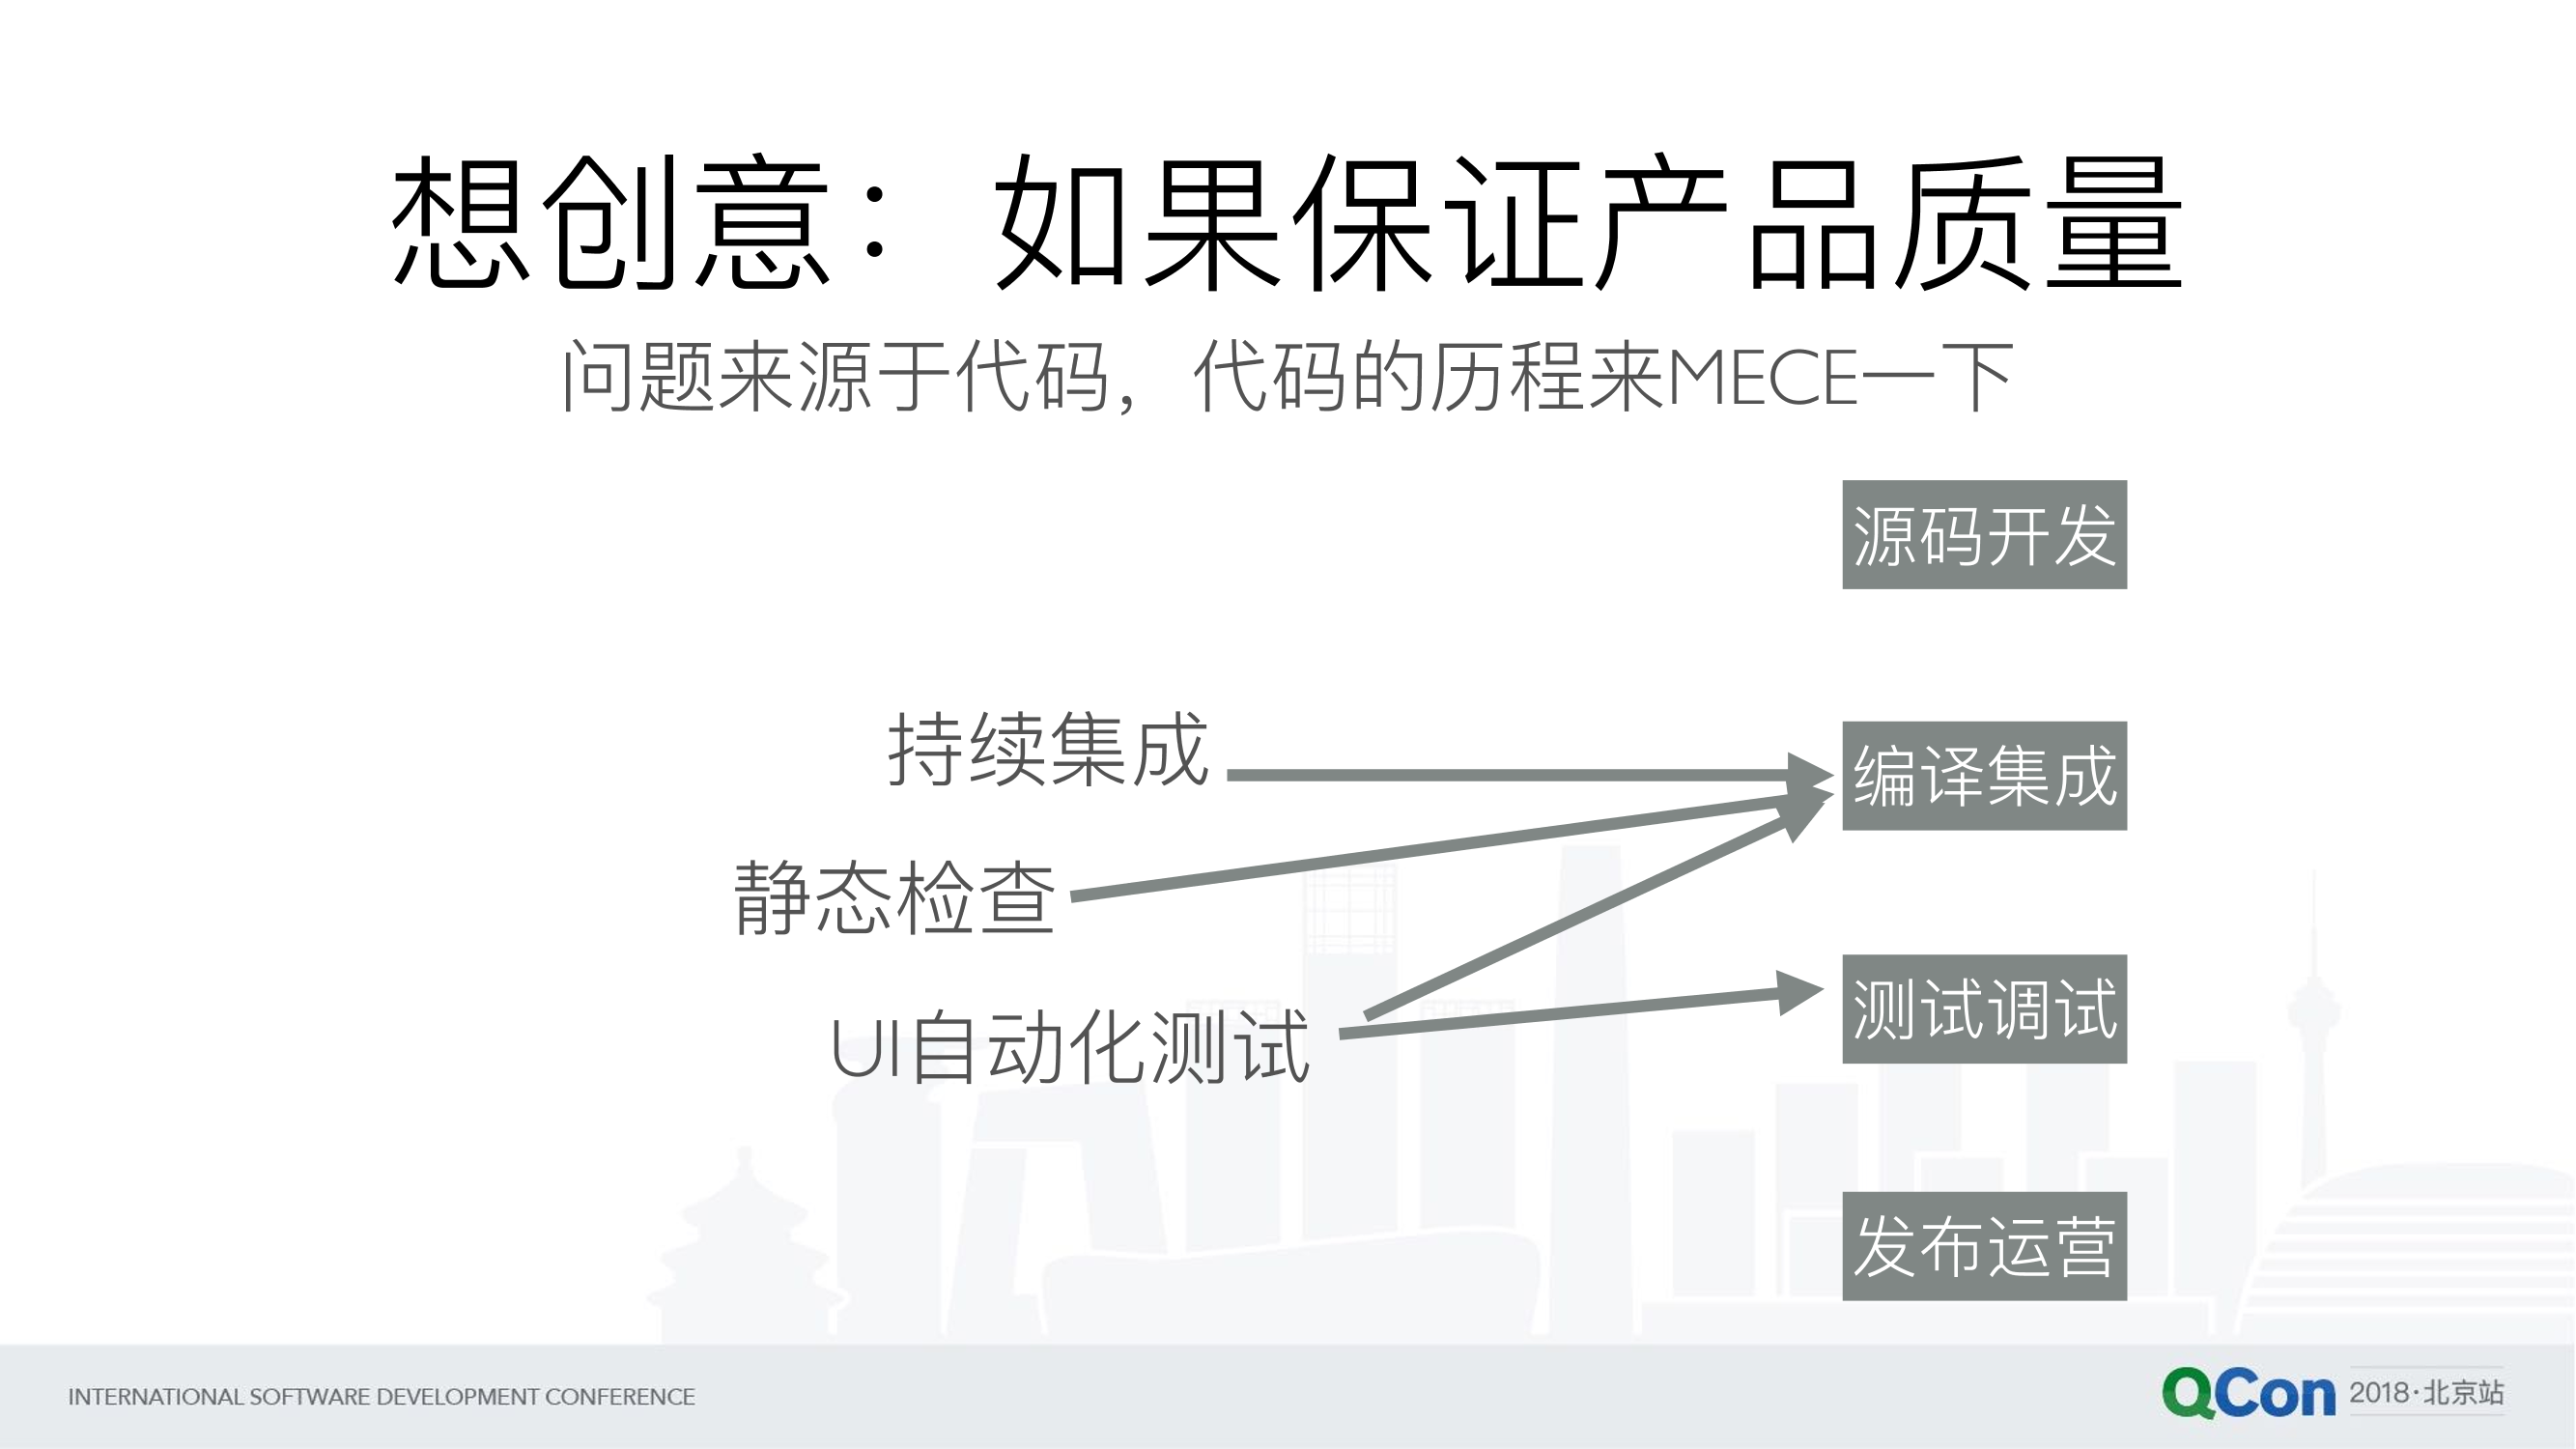 想创意：如果保证产品质量
问题来源于代码，代码的历程来MECE一下
源码开发
持续集成
编译集成
静态检查
UI自动化测试
测试调试
发布运营
INTERNATIONAL SOFTWARE DEVELOPMENT CONFERENCE
QCon 2018·北京站